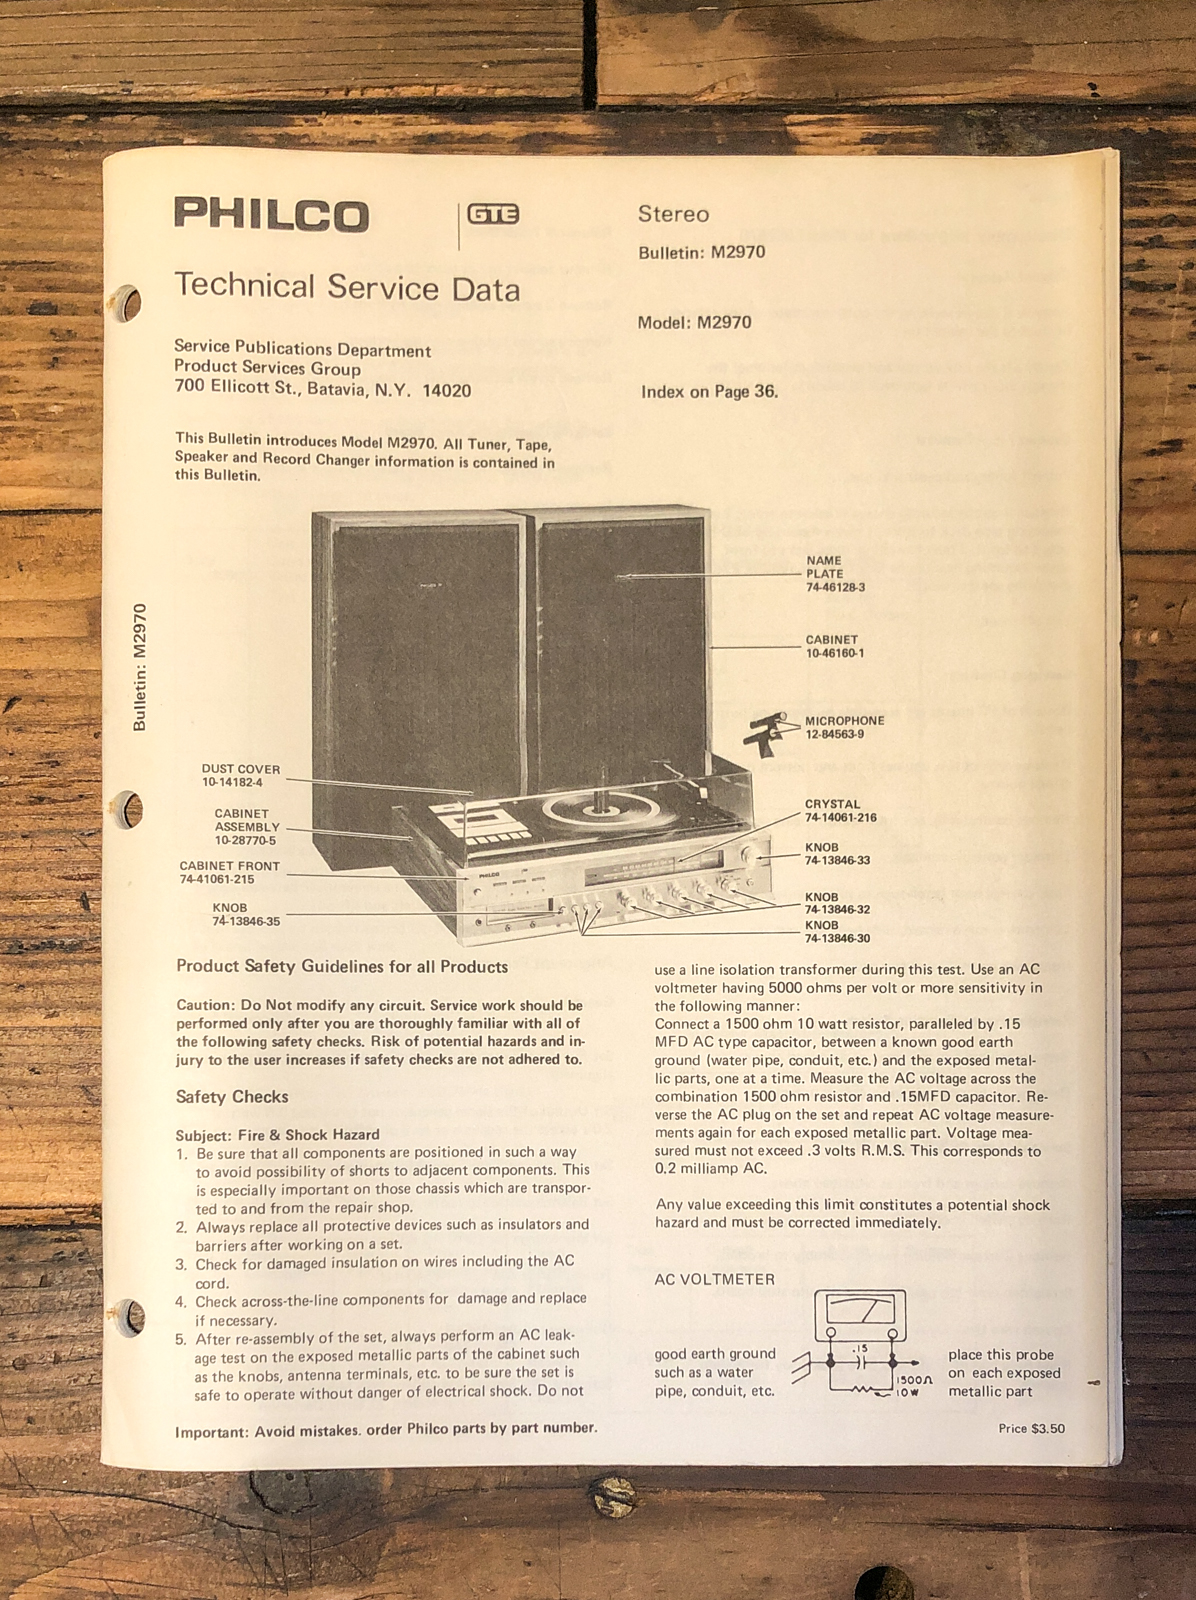 PHILCO
GTE
Technical Service Data
Service Publications Department
Product Services Group
700 Ellicott St., Batavia, N.Y. 14020
Stereo
Bulletin: M2970
Model: M2970
Index on Page 36.
This Bulletin introduces Model M2970. All Tuner, Tape,
Speaker and Record Changer information is contained in
this Bulletin.
Bulletin: M2970
NAME
PLATE
74-46128-3
CABINET
10-46160-1
MICROPHONE
12-84563-9
CRYSTAL
74-14061-216
KNOB
74-13846-33
KNOB
74-13846-32
KNOB
74-13846-30
DUST COVER
10-14182-4
CABINET
ASSEMBLY
10-28770-5
CABINET FRONT
74-41061-215
KNOB
74-13846-35
PHILCO
Product Safety Guidelines for all Products
Caution: Do Not modify any circuit. Service work should be
performed only after you are thoroughly familiar with all of
the following safety checks. Risk of potential hazards and in-
jury to the user increases if safety checks are not adhered to.
Safety Checks
Subject: Fire & Shock Hazard
1. Be sure that all components are positioned in such a way
to avoid possibility of shorts to adjacent components. This
is especially important on those chassis which are transpor-
ted to and from the repair shop.
2. Always replace all protective devices such as insulators and
barriers after working on a set.
3. Check for damaged insulation on wires including the AC
cord.
4. Check across-the-line components for damage and replace
if necessary.
5. After re-assembly of the set, always perform an AC leak-
age test on the exposed metallic parts of the cabinet such
as the knobs, antenna terminals, etc. to be sure the set is
safe to operate without danger of electrical shock. Do not
use a line isolation transformer during this test. Use an AC
voltmeter having 5000 ohms per volt or more sensitivity in
the following manner:
Connect a 1500 ohm 10 watt resistor, paralleled by .15
MFD AC type capacitor, between a known good earth
ground (water pipe, conduit, etc.) and the exposed metal-
lic parts, one at a time. Measure the AC voltage across the
combination 1500 ohm resistor and .15MFD capacitor. Re-
verse the AC plug on the set and repeat AC voltage measure-
ments again for each exposed metallic part. Voltage mea-
sured must not exceed .3 volts R.M.S. This corresponds to
0.2 milliamp AC.
Any value exceeding this limit constitutes a potential shock
hazard and must be corrected immediately.
AC VOLTMETER
good earth ground
such as a water
pipe, conduit, etc.
.15
1500Ω
10W
place this probe
on each exposed
metallic part
Important: Avoid mistakes. order Philco parts by part number.
Price $3.50